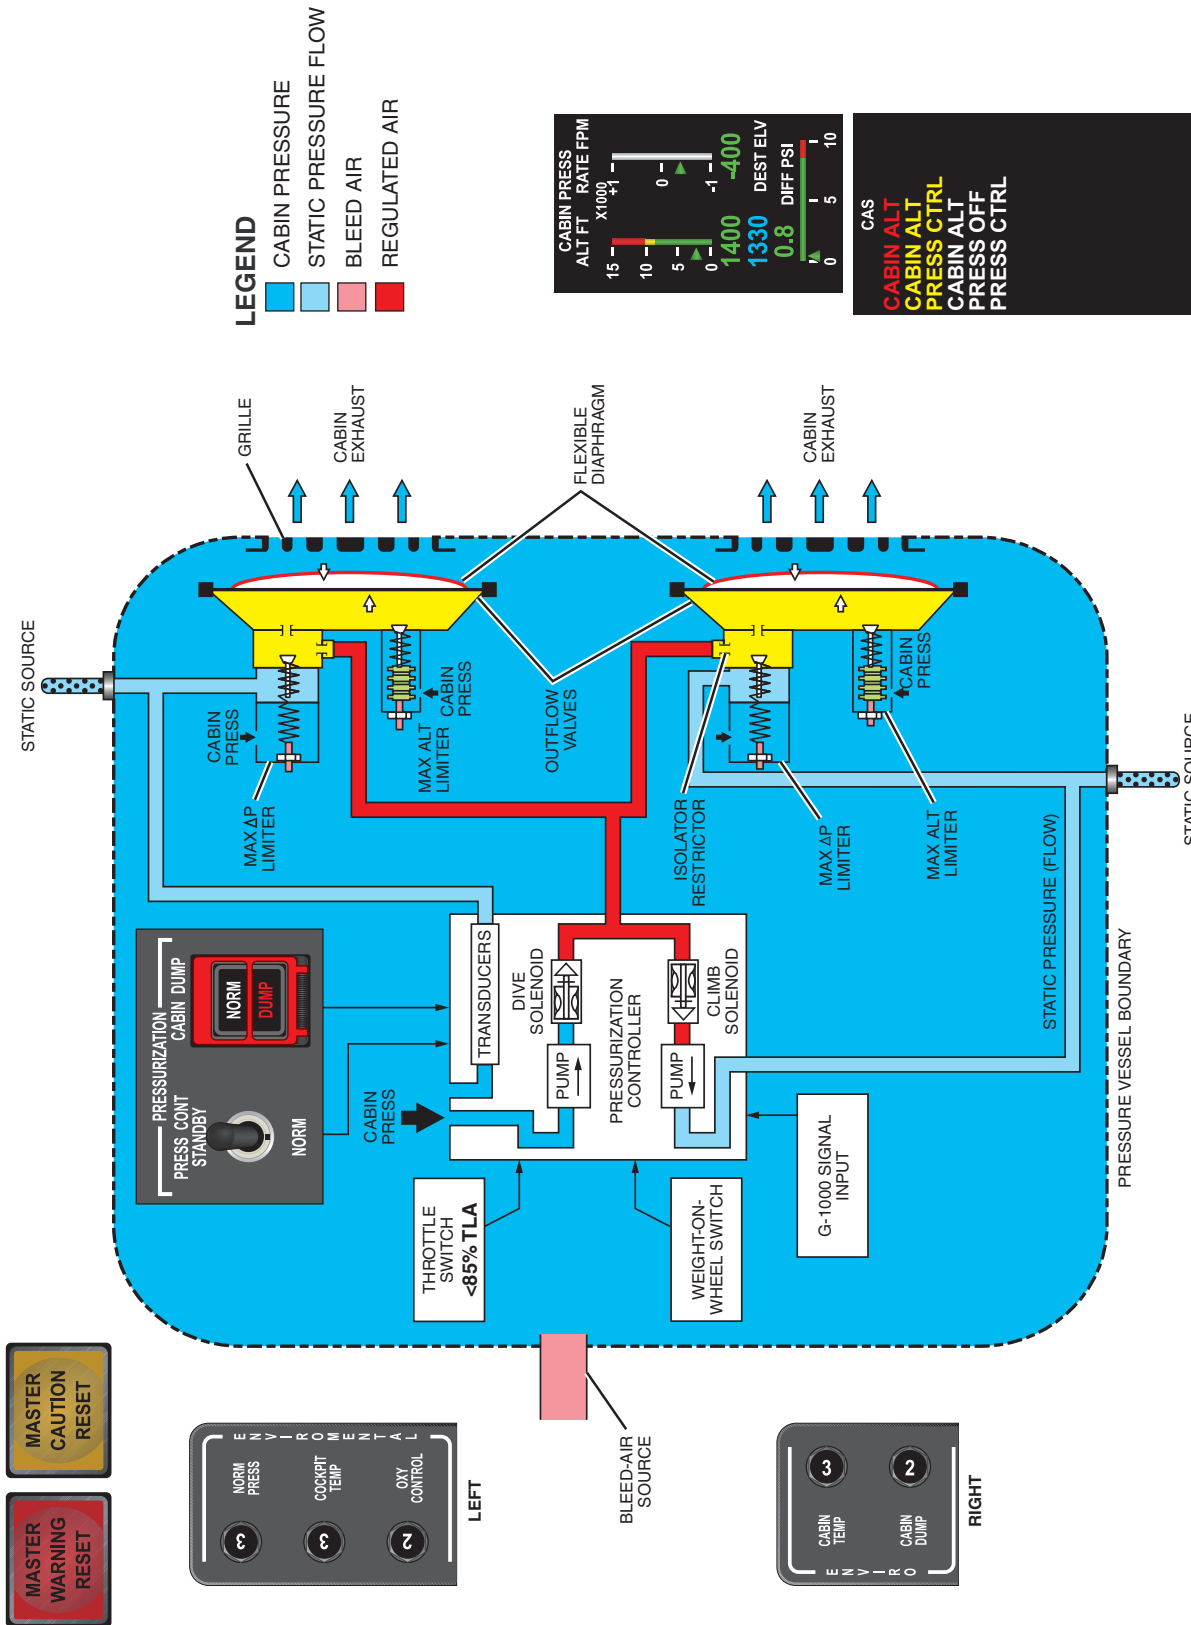 MASTER
WARNING
RESET
MASTER
CAUTION
RESET
LEFT
ENVIROMENTAL
3
NORM
PRESS
3
COCKPIT
TEMP
2
OXY
CONTROL
RIGHT
ENVIRO
CABIN
TEMP
3
CABIN
DUMP
2
BLEED-AIR
SOURCE
PRESSURIZATION
PRESS CONT
STANDBY
NORM
CABIN DUMP
NORM
DUMP
STATIC SOURCE
THROTTLE
SWITCH
<85% TLA
WEIGHT-ON-
WHEEL SWITCH
G-1000 SIGNAL
INPUT
CABIN
PRESS
TRANSDUCERS
PUMP
DIVE
SOLENOID
PRESSURIZATION
CONTROLLER
PUMP
CLIMB
SOLENOID
CABIN
PRESS
MAX ΔP
LIMITER
CABIN
PRESS
MAX ALT
LIMITER
OUTFLOW
VALVES
ISOLATOR
RESTRICTOR
MAX ΔP
LIMITER
CABIN
PRESS
MAX ALT
LIMITER
STATIC PRESSURE (FLOW)
PRESSURE VESSEL BOUNDARY
STATIC SOURCE
GRILLE
CABIN
EXHAUST
FLEXIBLE
DIAPHRAGM
CABIN
EXHAUST
LEGEND
CABIN PRESSURE
STATIC PRESSURE FLOW
BLEED AIR
REGULATED AIR
CABIN PRESS
ALT FT RATE FPM
X1000
15
10
5
0
+1
0
-1
1400
-400
1330
DEST ELV
0.8
DIFF PSI
0
5
10
CAS
CABIN ALT
CABIN ALT
PRESS CTRL
CABIN ALT
PRESS OFF
PRESS CTRL